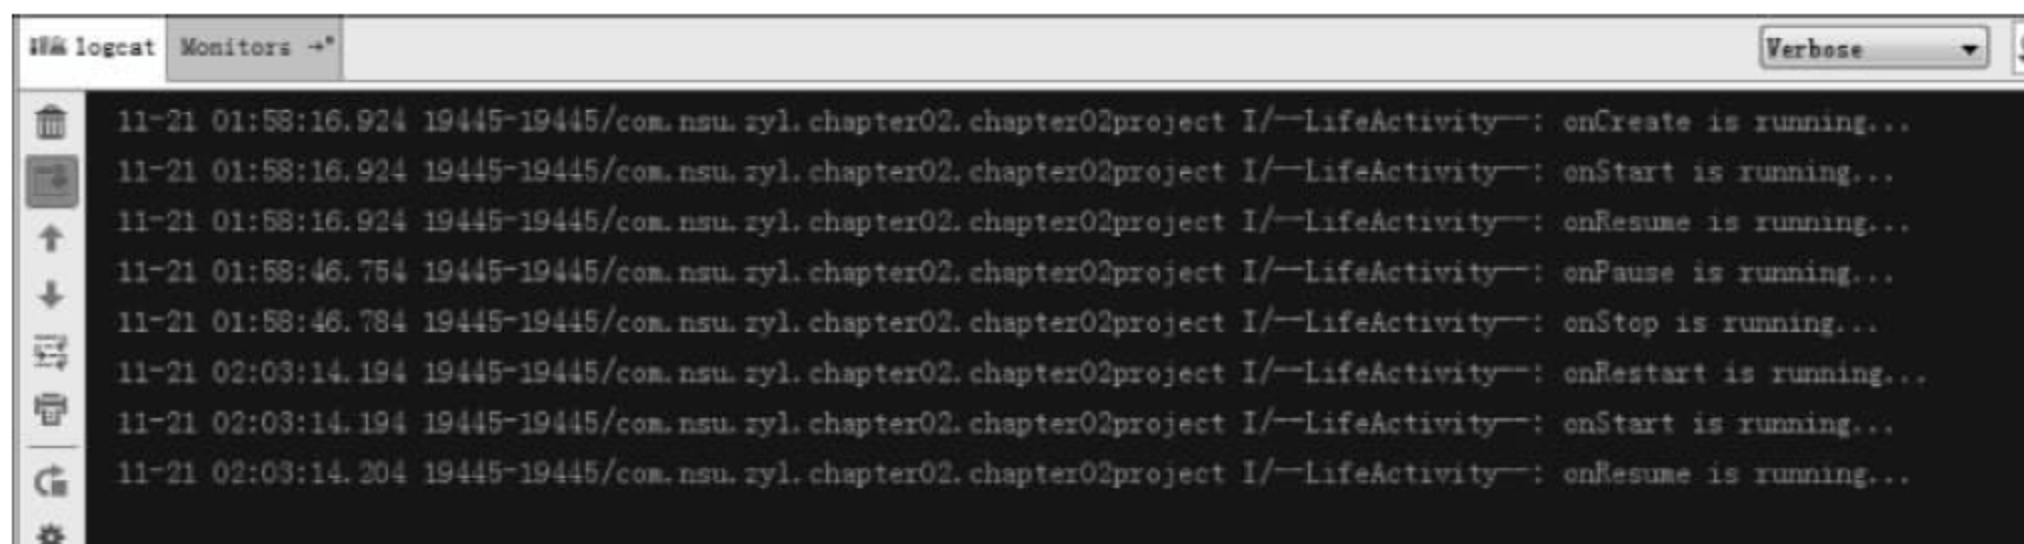 logcat Monitors →" Verbose
11-21 01:58:16.924 19445-19445/com.nsu.zyl.chapter02.chapter02project I/--LifeActivity--: onCreate is running...
11-21 01:58:16.924 19445-19445/com.nsu.zyl.chapter02.chapter02project I/--LifeActivity--: onStart is running...
11-21 01:58:16.924 19445-19445/com.nsu.zyl.chapter02.chapter02project I/--LifeActivity--: onResume is running...
11-21 01:58:46.754 19445-19445/com.nsu.zyl.chapter02.chapter02project I/--LifeActivity--: onPause is running...
11-21 01:58:46.784 19445-19445/com.nsu.zyl.chapter02.chapter02project I/--LifeActivity--: onStop is running...
11-21 02:03:14.194 19445-19445/com.nsu.zyl.chapter02.chapter02project I/--LifeActivity--: onRestart is running...
11-21 02:03:14.194 19445-19445/com.nsu.zyl.chapter02.chapter02project I/--LifeActivity--: onStart is running...
11-21 02:03:14.204 19445-19445/com.nsu.zyl.chapter02.chapter02project I/--LifeActivity--: onResume is running...